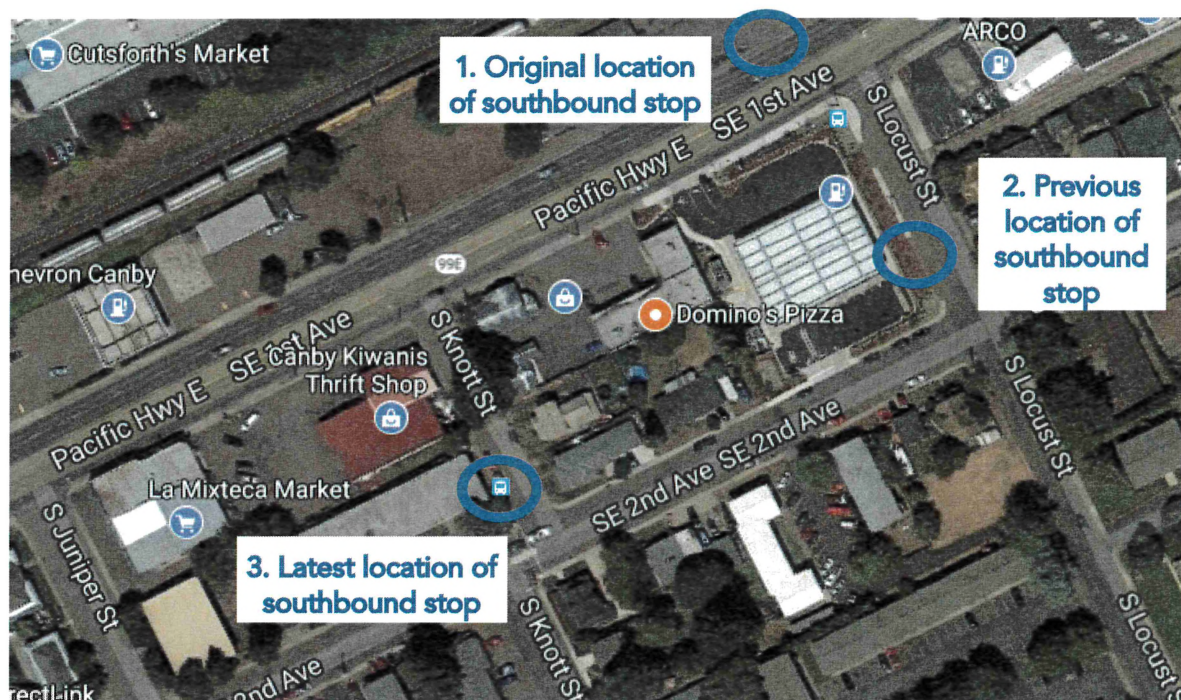 Cutsforth's Market
1. Original location
of southbound stop
ARCO
SE 1st Ave
Pacific Hwy E
S Locust St
2. Previous
location of
southbound
stop
99E
hevron Canby
Domino's Pizza
SE 1st Ave
Canby Kiwanis
Thrift Shop
S Knott St
Pacific Hwy E
La Mixteca Market
SE 2nd Ave
SE 2nd Ave
S Locust St
S Juniper St
3. Latest location of
southbound stop
S Knott St
S Locust S
2nd Ave
rectLink